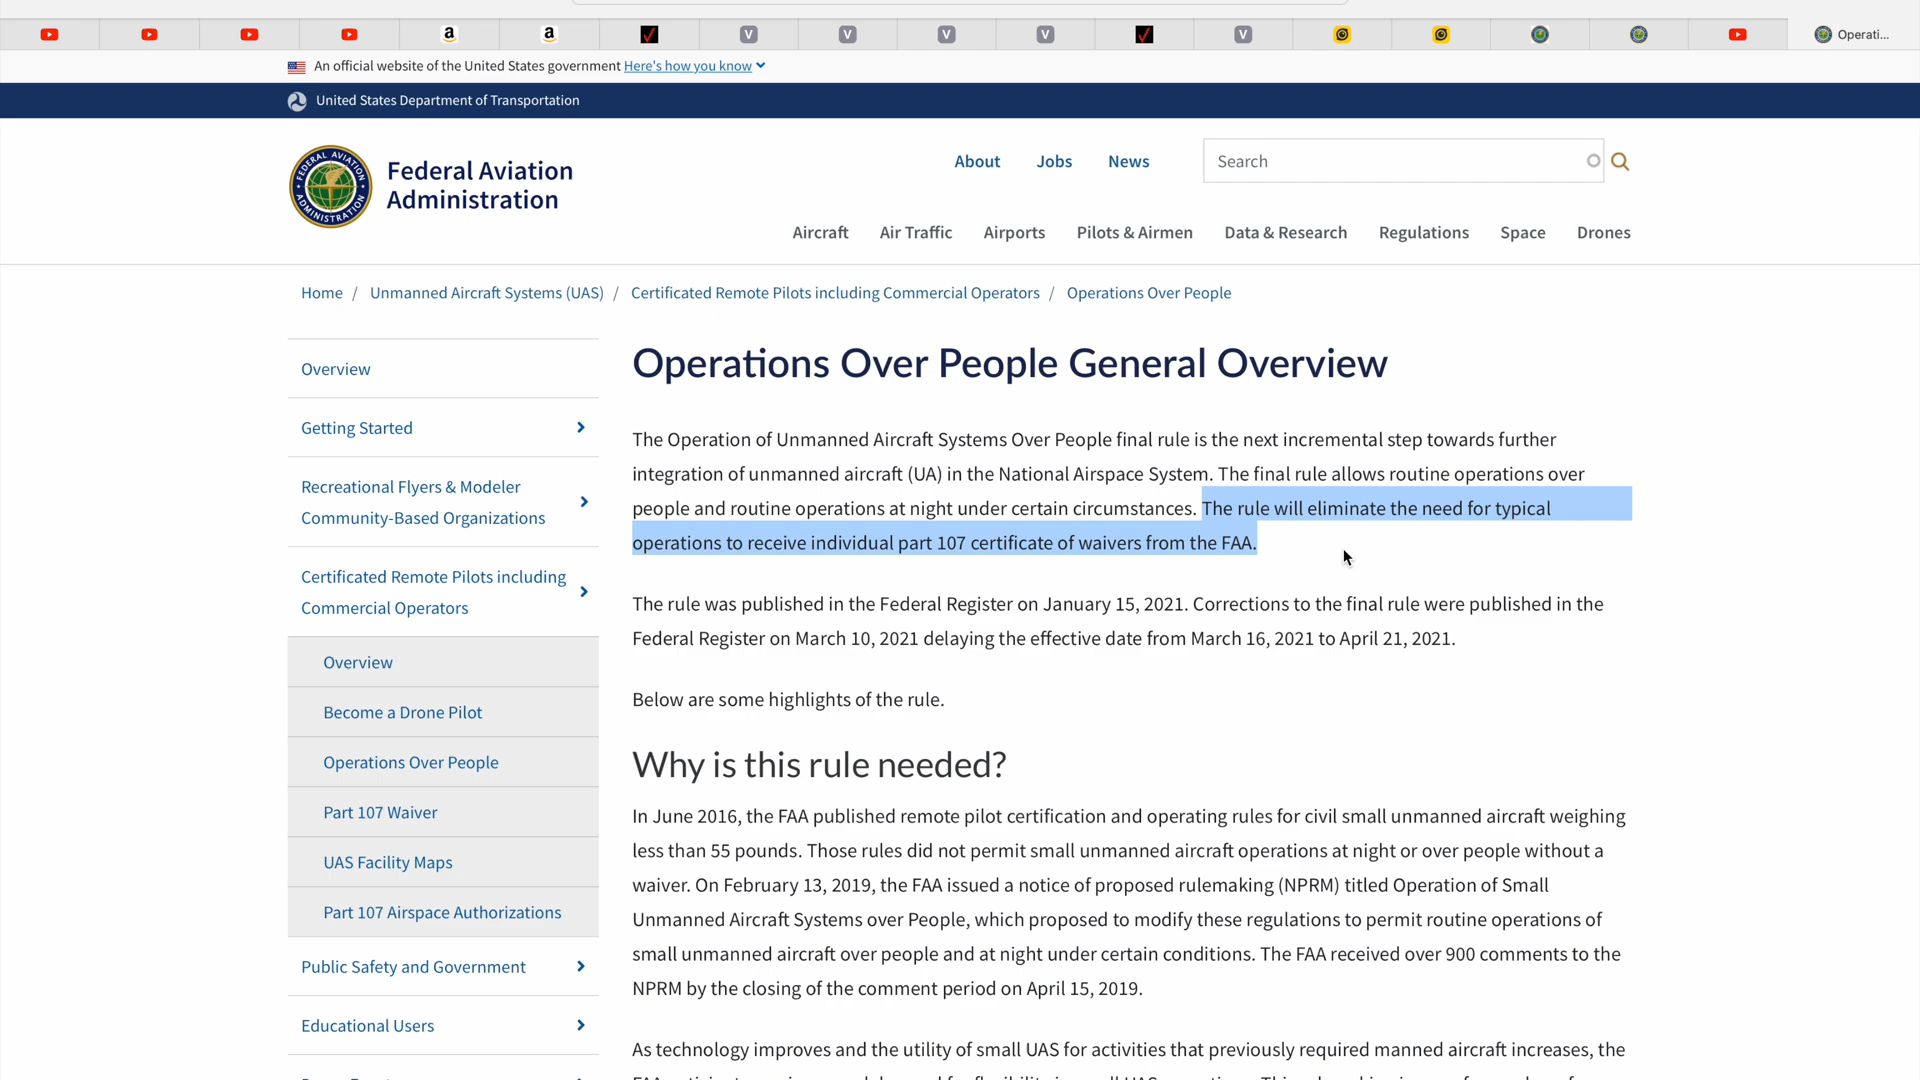 Operati...
An official website of the United States government Here's how you know
United States Department of Transportation
FEDERAL AVIATION ADMINISTRATION
Federal Aviation
Administration
About Jobs News
Search
Aircraft Air Traffic Airports Pilots & Airmen Data & Research Regulations Space Drones
Home / Unmanned Aircraft Systems (UAS) / Certificated Remote Pilots including Commercial Operators / Operations Over People
Overview
Getting Started
Recreational Flyers & Modeler
Community-Based Organizations
Certificated Remote Pilots including
Commercial Operators
Overview
Become a Drone Pilot
Operations Over People
Part 107 Waiver
UAS Facility Maps
Part 107 Airspace Authorizations
Public Safety and Government
Educational Users
Operations Over People General Overview
The Operation of Unmanned Aircraft Systems Over People final rule is the next incremental step towards further
integration of unmanned aircraft (UA) in the National Airspace System. The final rule allows routine operations over
people and routine operations at night under certain circumstances. The rule will eliminate the need for typical
operations to receive individual part 107 certificate of waivers from the FAA.
The rule was published in the Federal Register on January 15, 2021. Corrections to the final rule were published in the
Federal Register on March 10, 2021 delaying the effective date from March 16, 2021 to April 21, 2021.
Below are some highlights of the rule.
Why is this rule needed?
In June 2016, the FAA published remote pilot certification and operating rules for civil small unmanned aircraft weighing
less than 55 pounds. Those rules did not permit small unmanned aircraft operations at night or over people without a
waiver. On February 13, 2019, the FAA issued a notice of proposed rulemaking (NPRM) titled Operation of Small
Unmanned Aircraft Systems over People, which proposed to modify these regulations to permit routine operations of
small unmanned aircraft over people and at night under certain conditions. The FAA received over 900 comments to the
NPRM by the closing of the comment period on April 15, 2019.
As technology improves and the utility of small UAS for activities that previously required manned aircraft increases, the